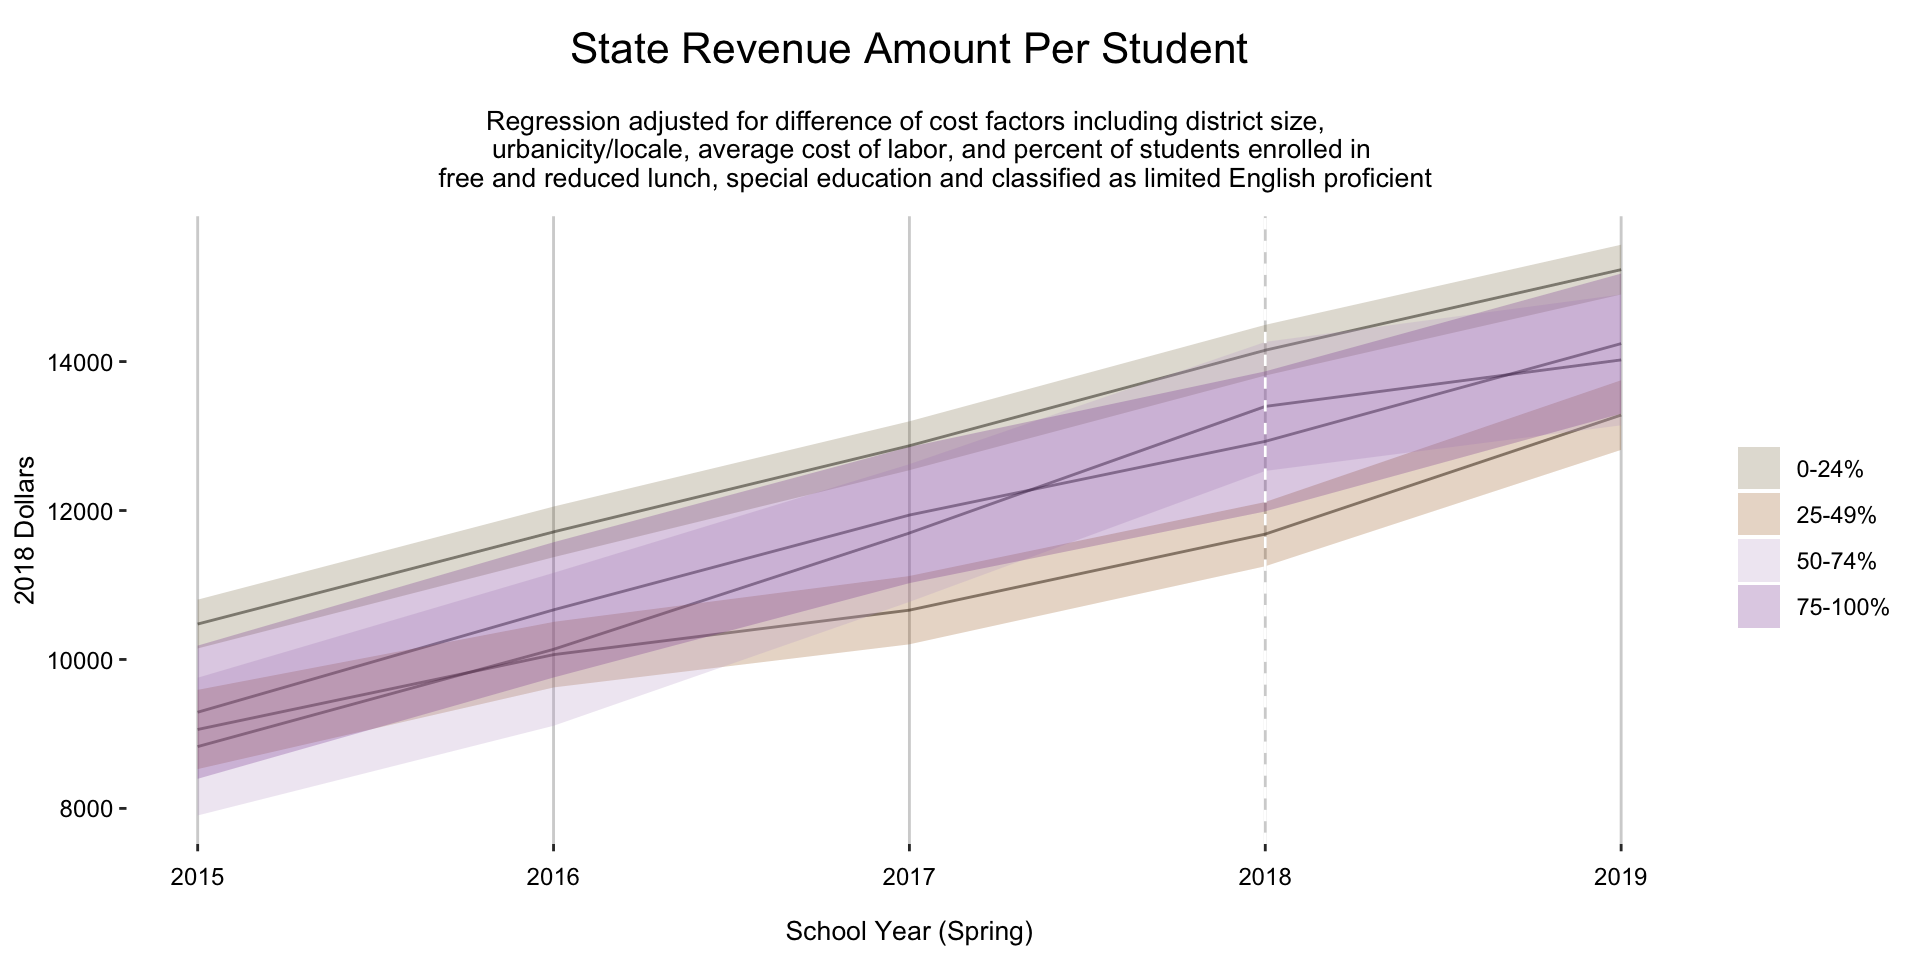 State Revenue Amount Per Student
Regression adjusted for difference of cost factors including district size,
urbanicity/locale, average cost of labor, and percent of students enrolled in
free and reduced lunch, special education and classified as limited English proficient
2018 Dollars
14000
12000
10000
8000
2015
2016
2017
2018
2019
School Year (Spring)
0-24%
25-49%
50-74%
75-100%